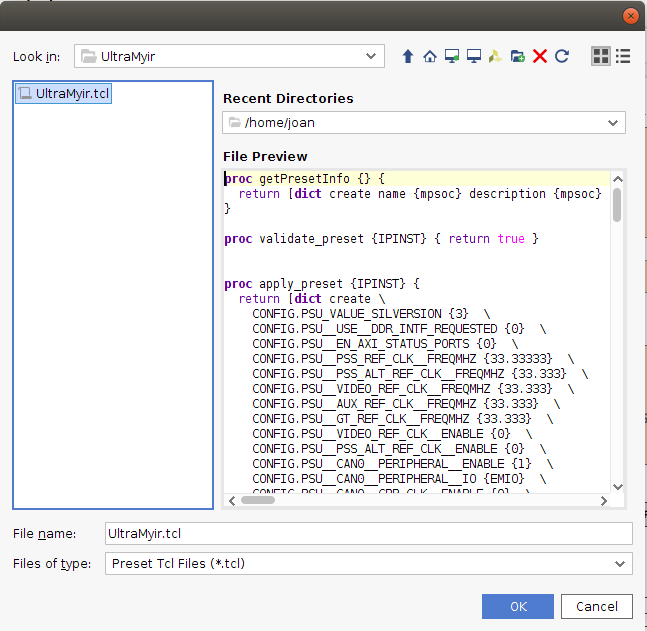 Look in: UltraMyir
UltraMyir.tcl
Recent Directories
/home/joan
File Preview
proc getPresetInfo {} {
  return [dict create name {mpsoc} description {mpsoc}
}
proc validate_preset {IPINST} { return true }
proc apply_preset {IPINST} {
  return [dict create \
    CONFIG.PSU_VALUE_SILVERSION {3}  \
    CONFIG.PSU__USE__DDR_INTF_REQUESTED {0}  \
    CONFIG.PSU__EN_AXI_STATUS_PORTS {0}  \
    CONFIG.PSU__PSS_REF_CLK__FREQMHZ {33.33333}  \
    CONFIG.PSU__PSS_ALT_REF_CLK__FREQMHZ {33.333}  \
    CONFIG.PSU__VIDEO_REF_CLK__FREQMHZ {33.333}  \
    CONFIG.PSU__AUX_REF_CLK__FREQMHZ {33.333}  \
    CONFIG.PSU__GT_REF_CLK__FREQMHZ {33.333}  \
    CONFIG.PSU__VIDEO_REF_CLK__ENABLE {0}  \
    CONFIG.PSU__PSS_ALT_REF_CLK__ENABLE {0}  \
    CONFIG.PSU__CAN0__PERIPHERAL__ENABLE {1}  \
    CONFIG.PSU__CAN0__PERIPHERAL__IO {EMIO}  \
    CONFIG.PSU__CAN0__GRP_CLK__ENABLE {0}  \
File name: UltraMyir.tcl
Files of type: Preset Tcl Files (*.tcl)
OK Cancel